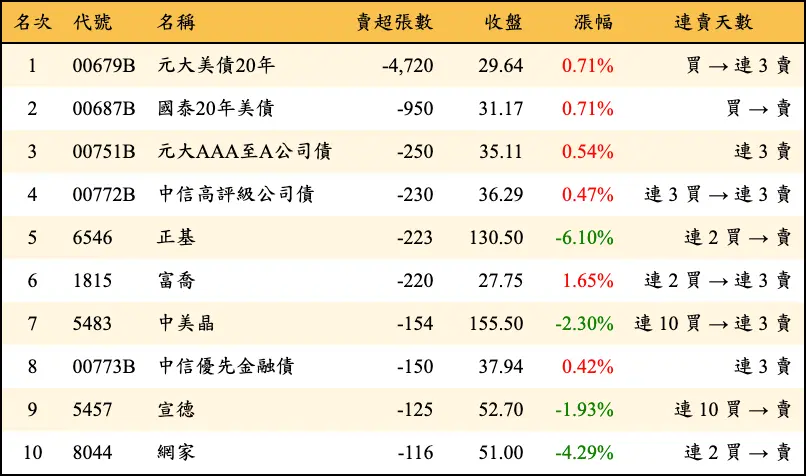 名次 代號 名稱 賣超張數 收盤 漲幅 連賣天數
1 00679B 元大美債20年 -4,720 29.64 0.71% 買 → 連 3 賣
2 00687B 國泰20年美債 -950 31.17 0.71% 買 → 賣
3 00751B 元大AAA至A公司債 -250 35.11 0.54% 連 3 賣
4 00772B 中信高評級公司債 -230 36.29 0.47% 連 3 買 → 連 3 賣
5 6546 正基 -223 130.50 -6.10% 連 2 買 → 賣
6 1815 富喬 -220 27.75 1.65% 連 2 買 → 連 3 賣
7 5483 中美晶 -154 155.50 -2.30% 連 10 買 → 連 3 賣
8 00773B 中信優先金融債 -150 37.94 0.42% 連 3 賣
9 5457 宣德 -125 52.70 -1.93% 連 10 買 → 賣
10 8044 網家 -116 51.00 -4.29% 連 2 買 → 賣